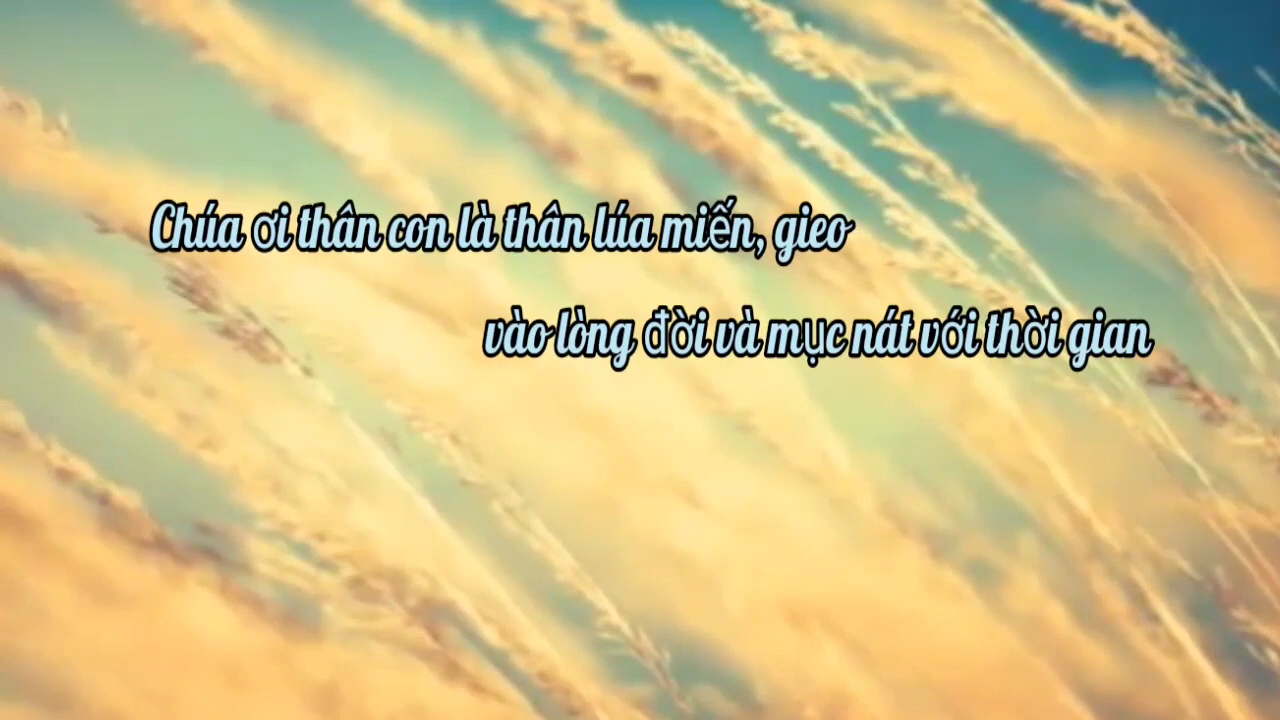 Chúa ơi thân con là thân lúa miến, gieo
vào lòng đời và mục nát với thời gian